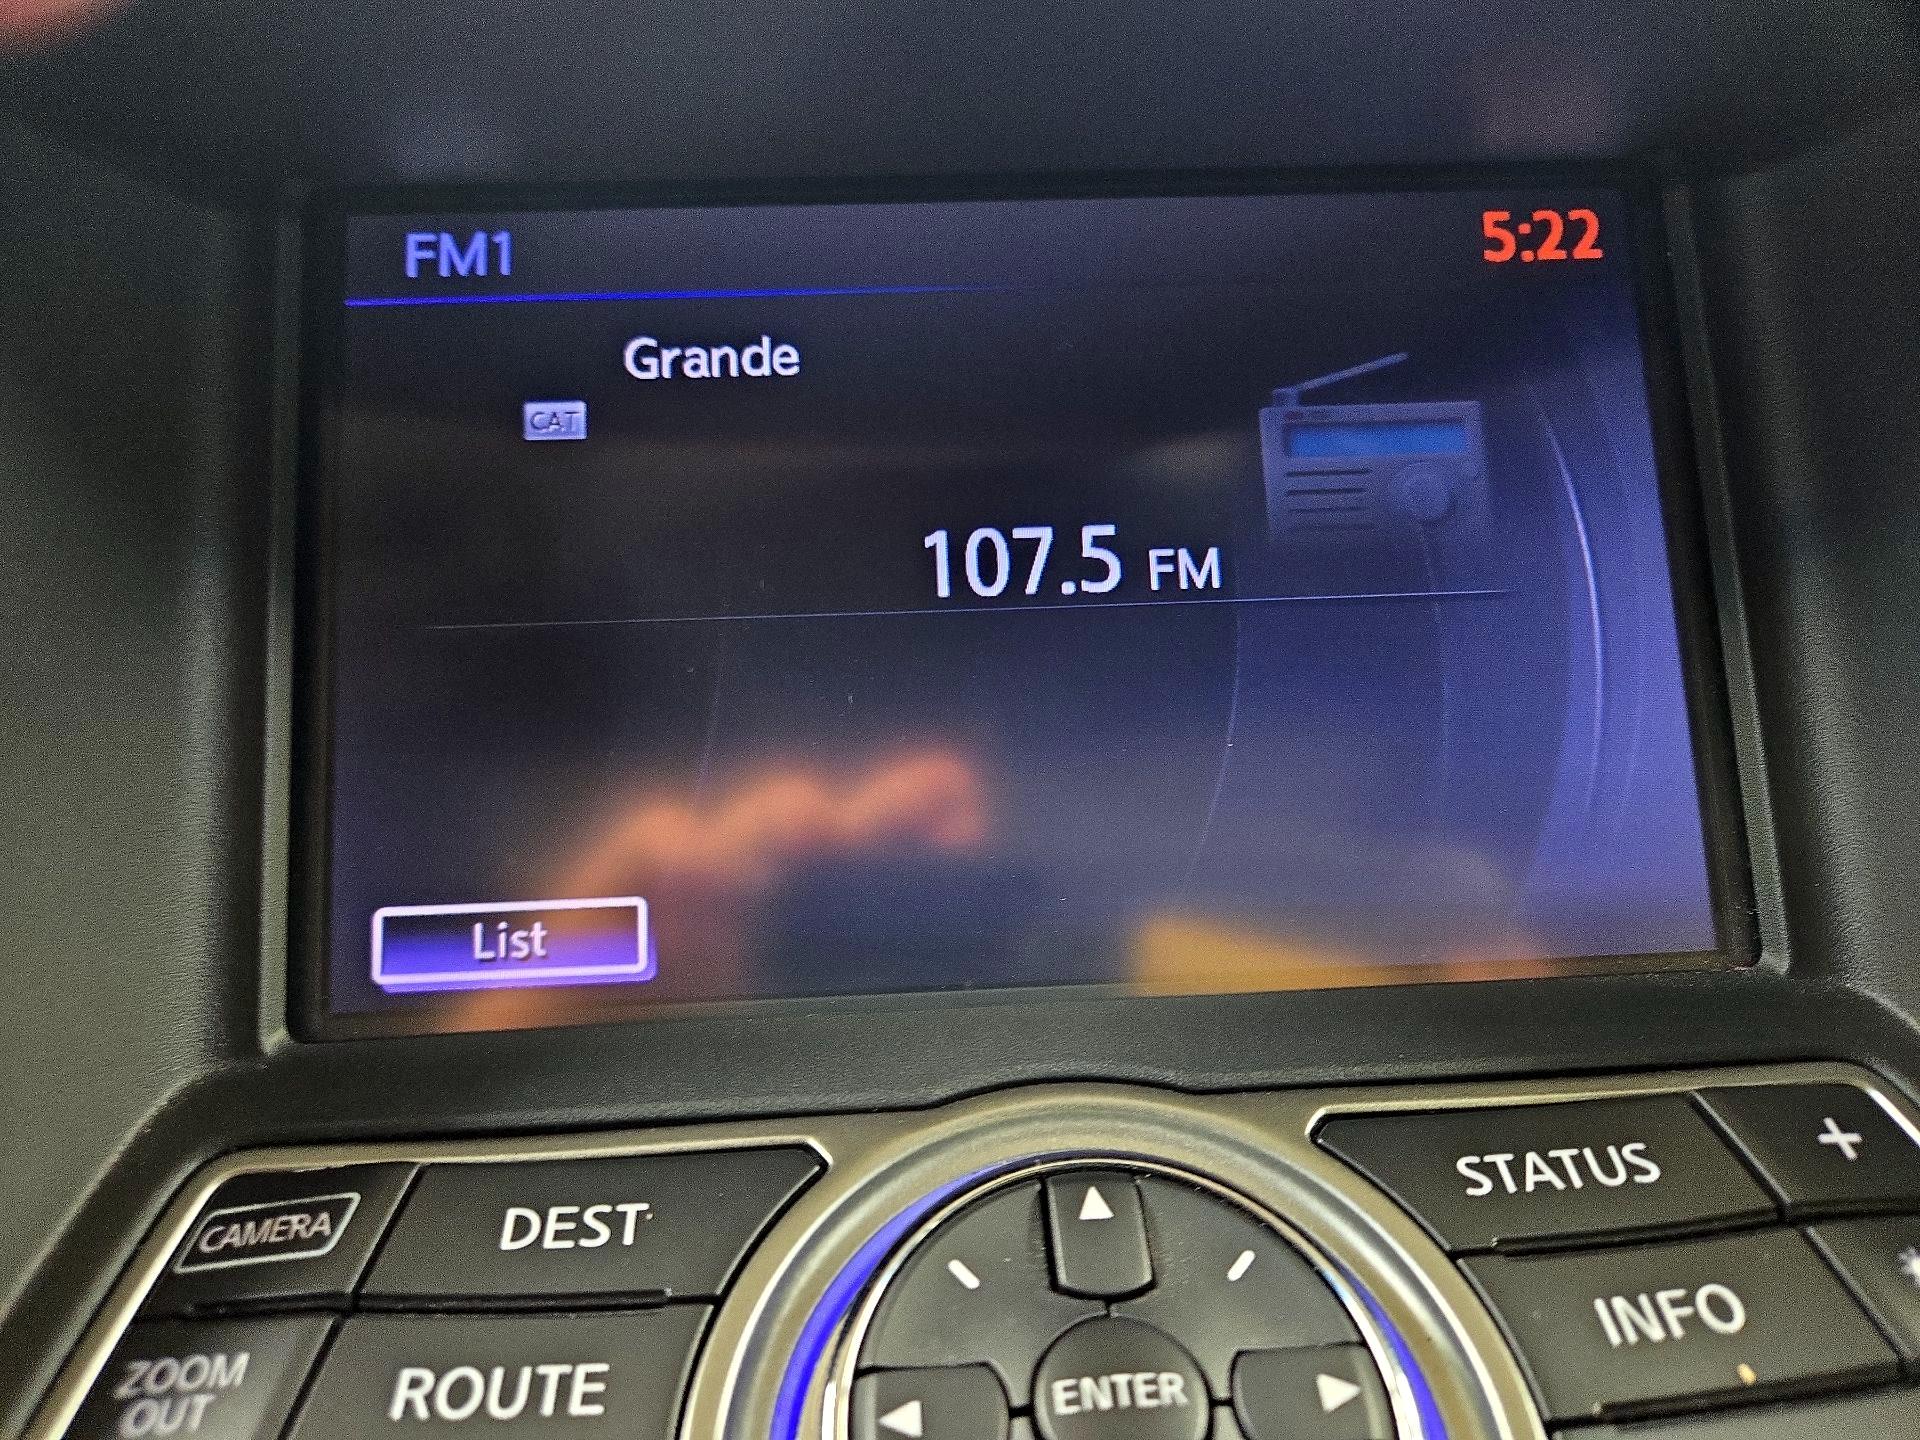 FM1
5:22
Grande
CAT
107.5 FM
List
CAMERA
DEST
STATUS
+
ZOOM
OUT
ROUTE
ENTER
INFO